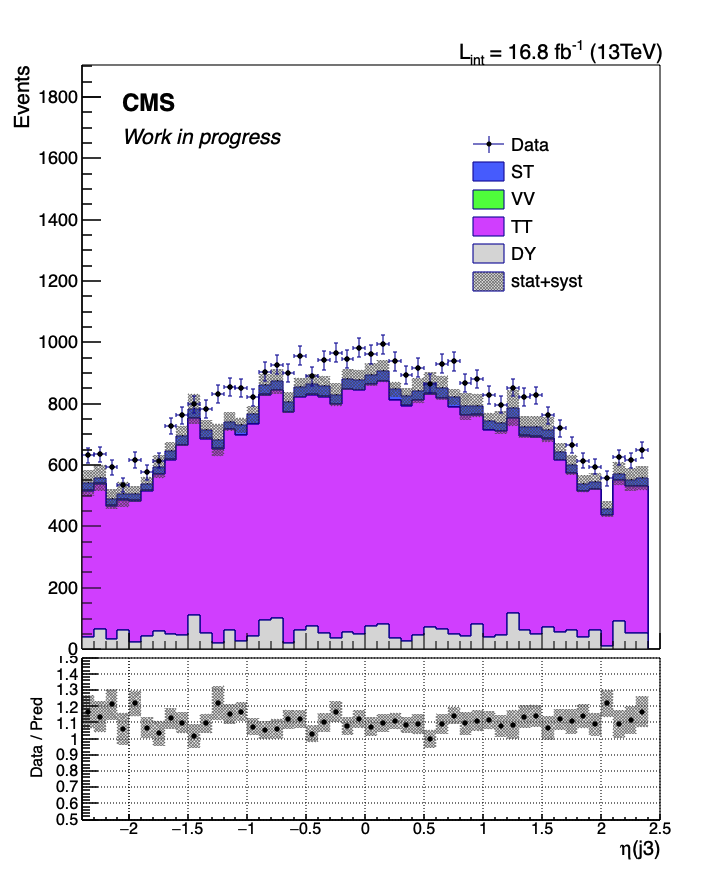 L_int = 16.8 fb⁻¹ (13TeV)
Events
CMS
Work in progress
1800
1600
1400
1200
1000
800
600
400
200
0
Data
ST
VV
TT
DY
stat+syst
Data / Pred
1.5
1.4
1.3
1.2
1.1
1
0.9
0.8
0.7
0.6
0.5
−2 −1.5 −1 −0.5 0 0.5 1 1.5 2 2.5
η(j3)